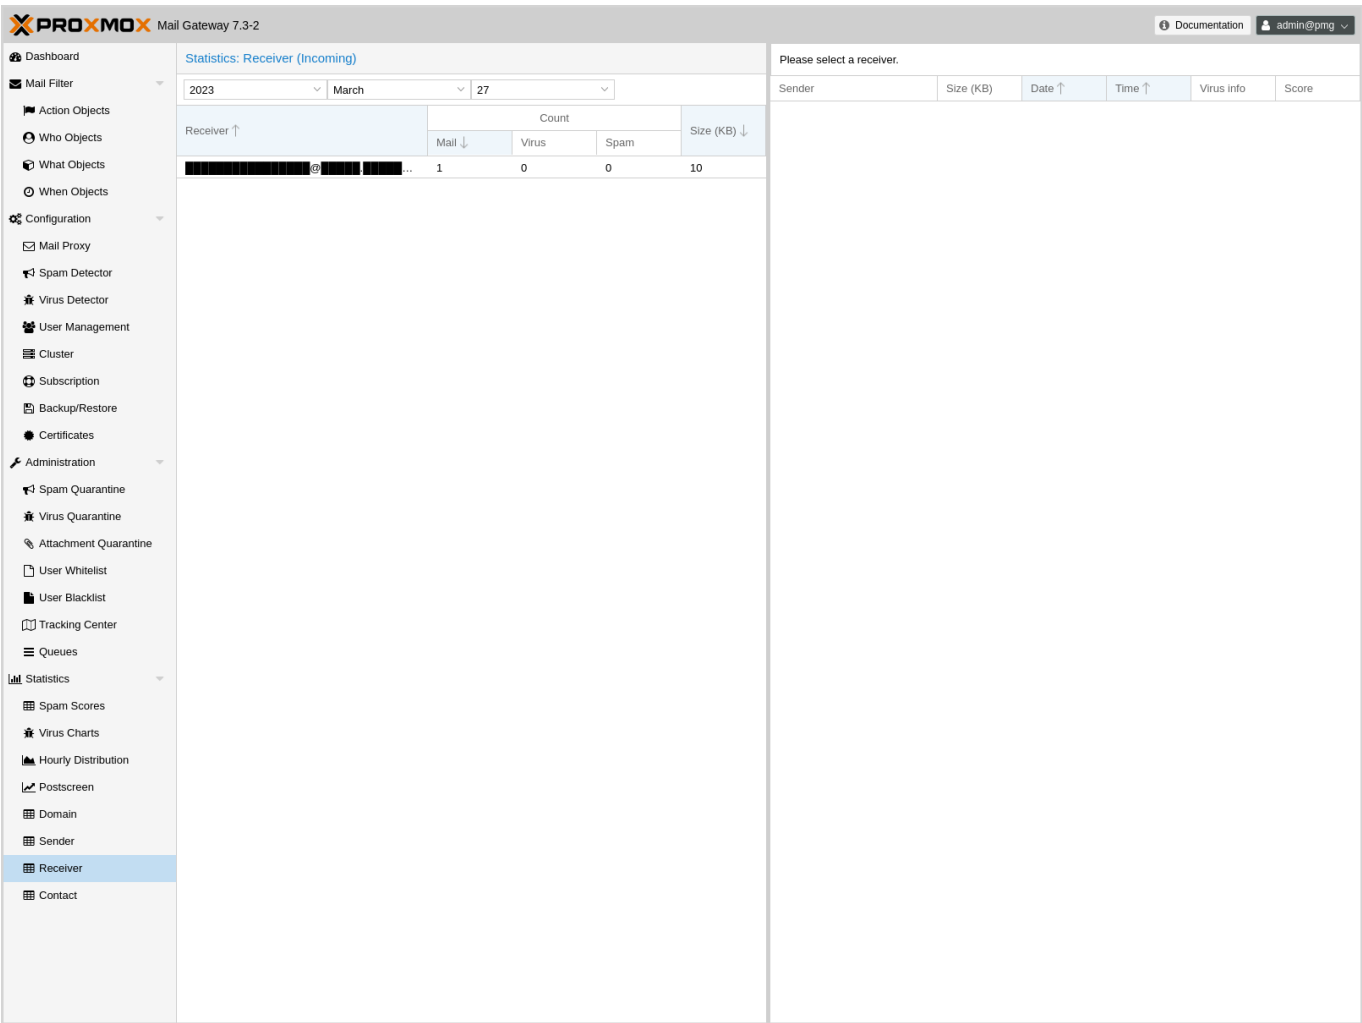 PROXMOX Mail Gateway 7.3-2
Documentation
admin@pmg
Dashboard
Mail Filter
Action Objects
Who Objects
What Objects
When Objects
Configuration
Mail Proxy
Spam Detector
Virus Detector
User Management
Cluster
Subscription
Backup/Restore
Certificates
Administration
Spam Quarantine
Virus Quarantine
Attachment Quarantine
User Whitelist
User Blacklist
Tracking Center
Queues
Statistics
Spam Scores
Virus Charts
Hourly Distribution
Postscreen
Domain
Sender
Receiver
Contact
Statistics: Receiver (Incoming)
2023 March 27
Receiver Count Size (KB)
Mail Virus Spam
@ . … 1 0 0 10
Please select a receiver.
Sender Size (KB) Date Time Virus info Score